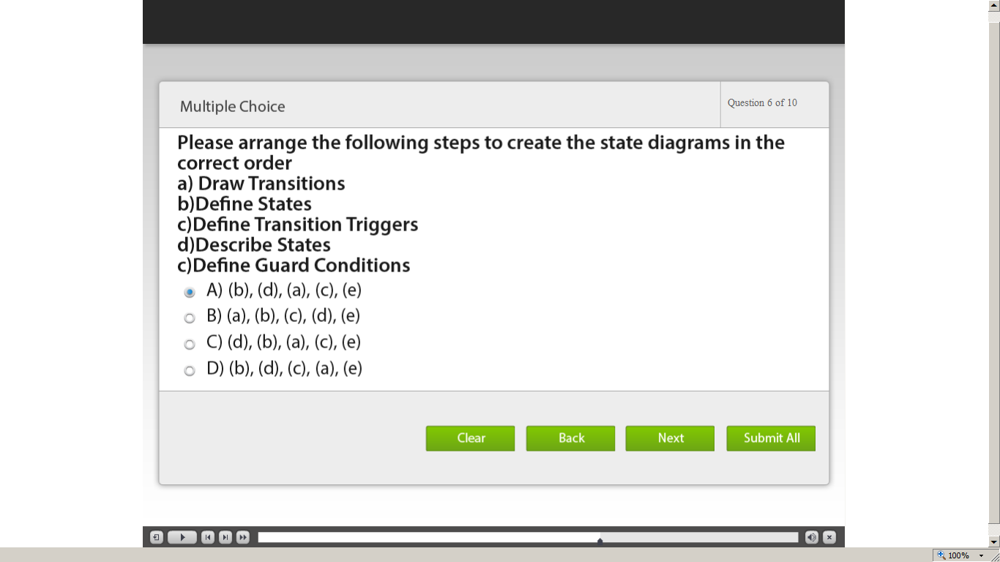 Multiple Choice
Question 6 of 10
Please arrange the following steps to create the state diagrams in the
correct order
a) Draw Transitions
b)Define States
c)Define Transition Triggers
d)Describe States
c)Define Guard Conditions
A) (b), (d), (a), (c), (e)
B) (a), (b), (c), (d), (e)
C) (d), (b), (a), (c), (e)
D) (b), (d), (c), (a), (e)
Clear
Back
Next
Submit All
100%